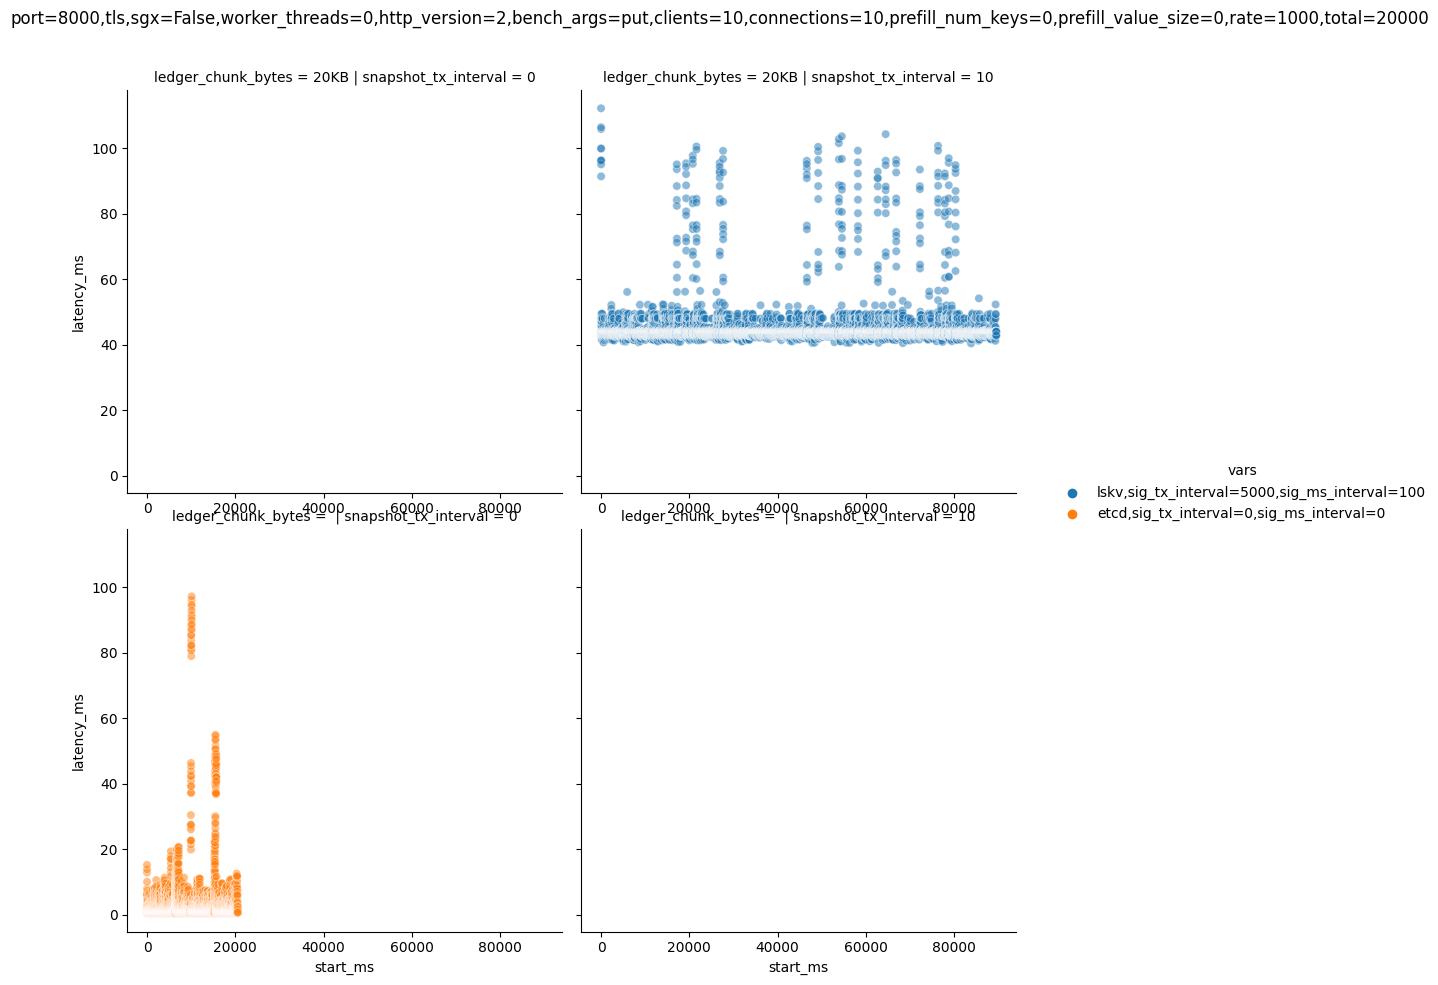 port=8000,tls,sgx=False,worker_threads=0,http_version=2,bench_args=put,clients=10,connections=10,prefill_num_keys=0,prefill_value_size=0,rate=1000,total=20000
ledger_chunk_bytes = 20KB | snapshot_tx_interval = 0
ledger_chunk_bytes = 20KB | snapshot_tx_interval = 10
100
80
60
40
20
0
latency_ms
0 20000 40000 60000 80000
0 20000 40000 60000 80000
vars
lskv,sig_tx_interval=5000,sig_ms_interval=100
etcd,sig_tx_interval=0,sig_ms_interval=0
ledger_chunk_bytes = | snapshot_tx_interval = 0
ledger_chunk_bytes = | snapshot_tx_interval = 10
100
80
60
40
20
0
latency_ms
0 20000 40000 60000 80000
0 20000 40000 60000 80000
start_ms
start_ms